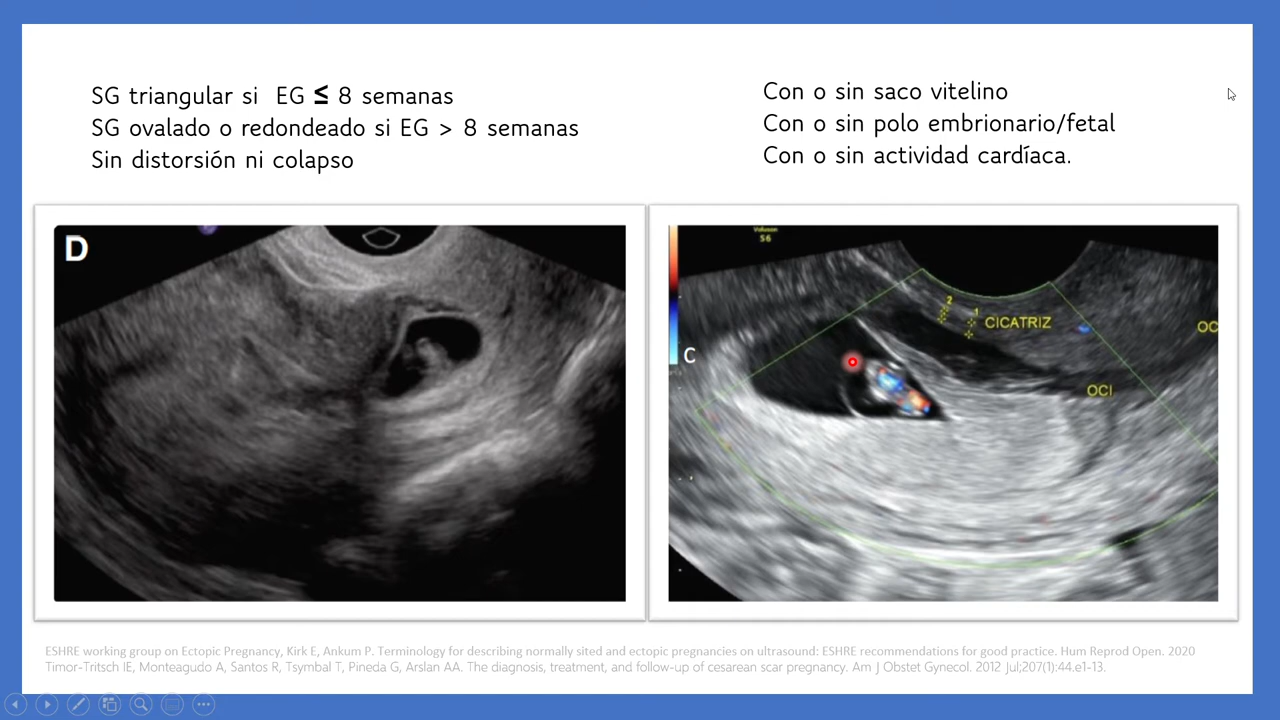 SG triangular si EG ≤ 8 semanas
SG ovalado o redondeado si EG > 8 semanas
Sin distorsión ni colapso
Con o sin saco vitelino
Con o sin polo embrionario/fetal
Con o sin actividad cardíaca.
D
Voluson
S6
C
2
1
CICATRIZ
OC
OCI
ESHRE working group on Ectopic Pregnancy, Kirk E, Ankum P. Terminology for describing normally sited and ectopic pregnancies on ultrasound: ESHRE recommendations for good practice. Hum Reprod Open. 2020
Timor-Tritsch IE, Monteagudo A, Santos R, Tsymbal T, Pineda G, Arslan AA. The diagnosis, treatment, and follow-up of cesarean scar pregnancy. Am J Obstet Gynecol. 2012 Jul;207(1):44.e1-13.